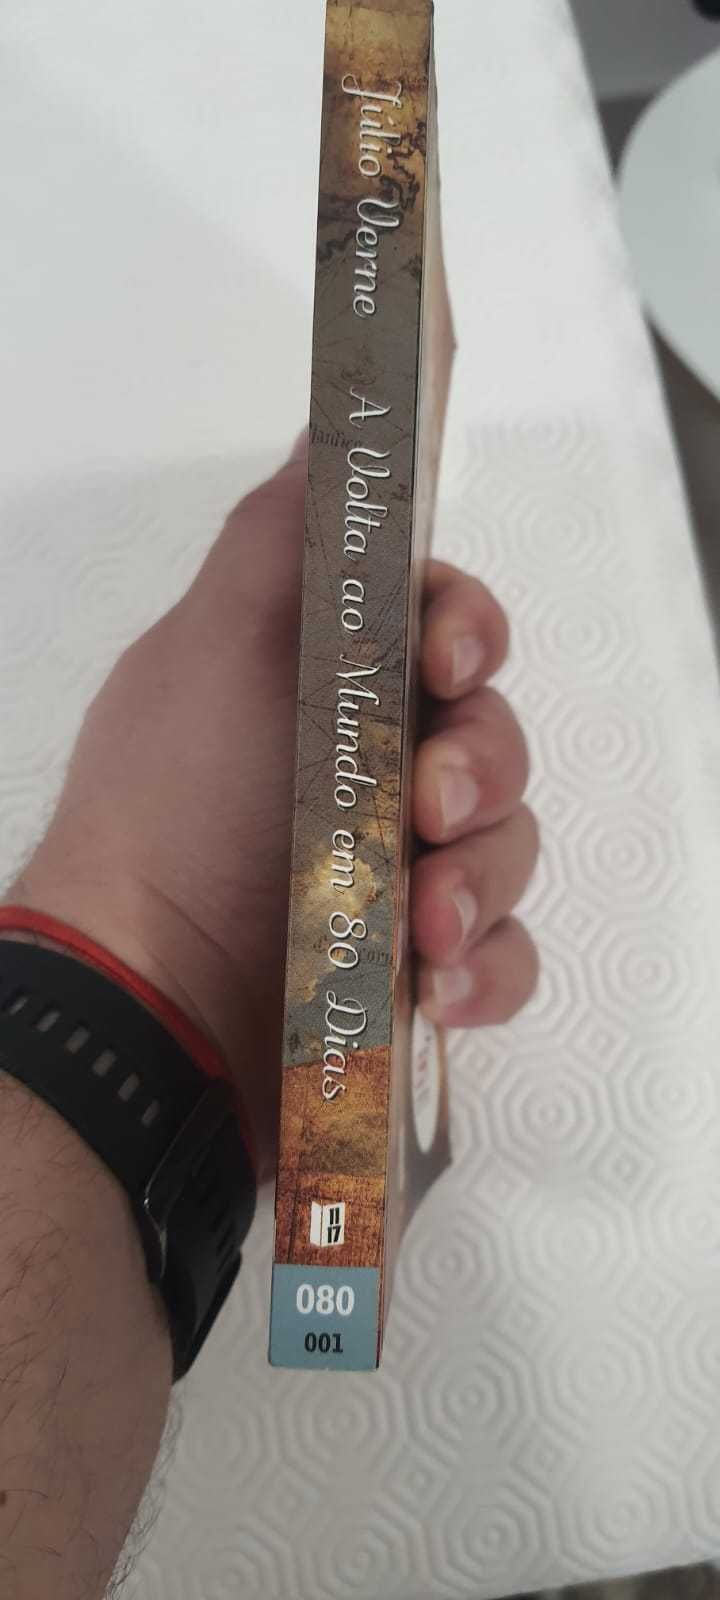 Júlio Verne A Volta ao Mundo em 80 Dias
11
17
080
001